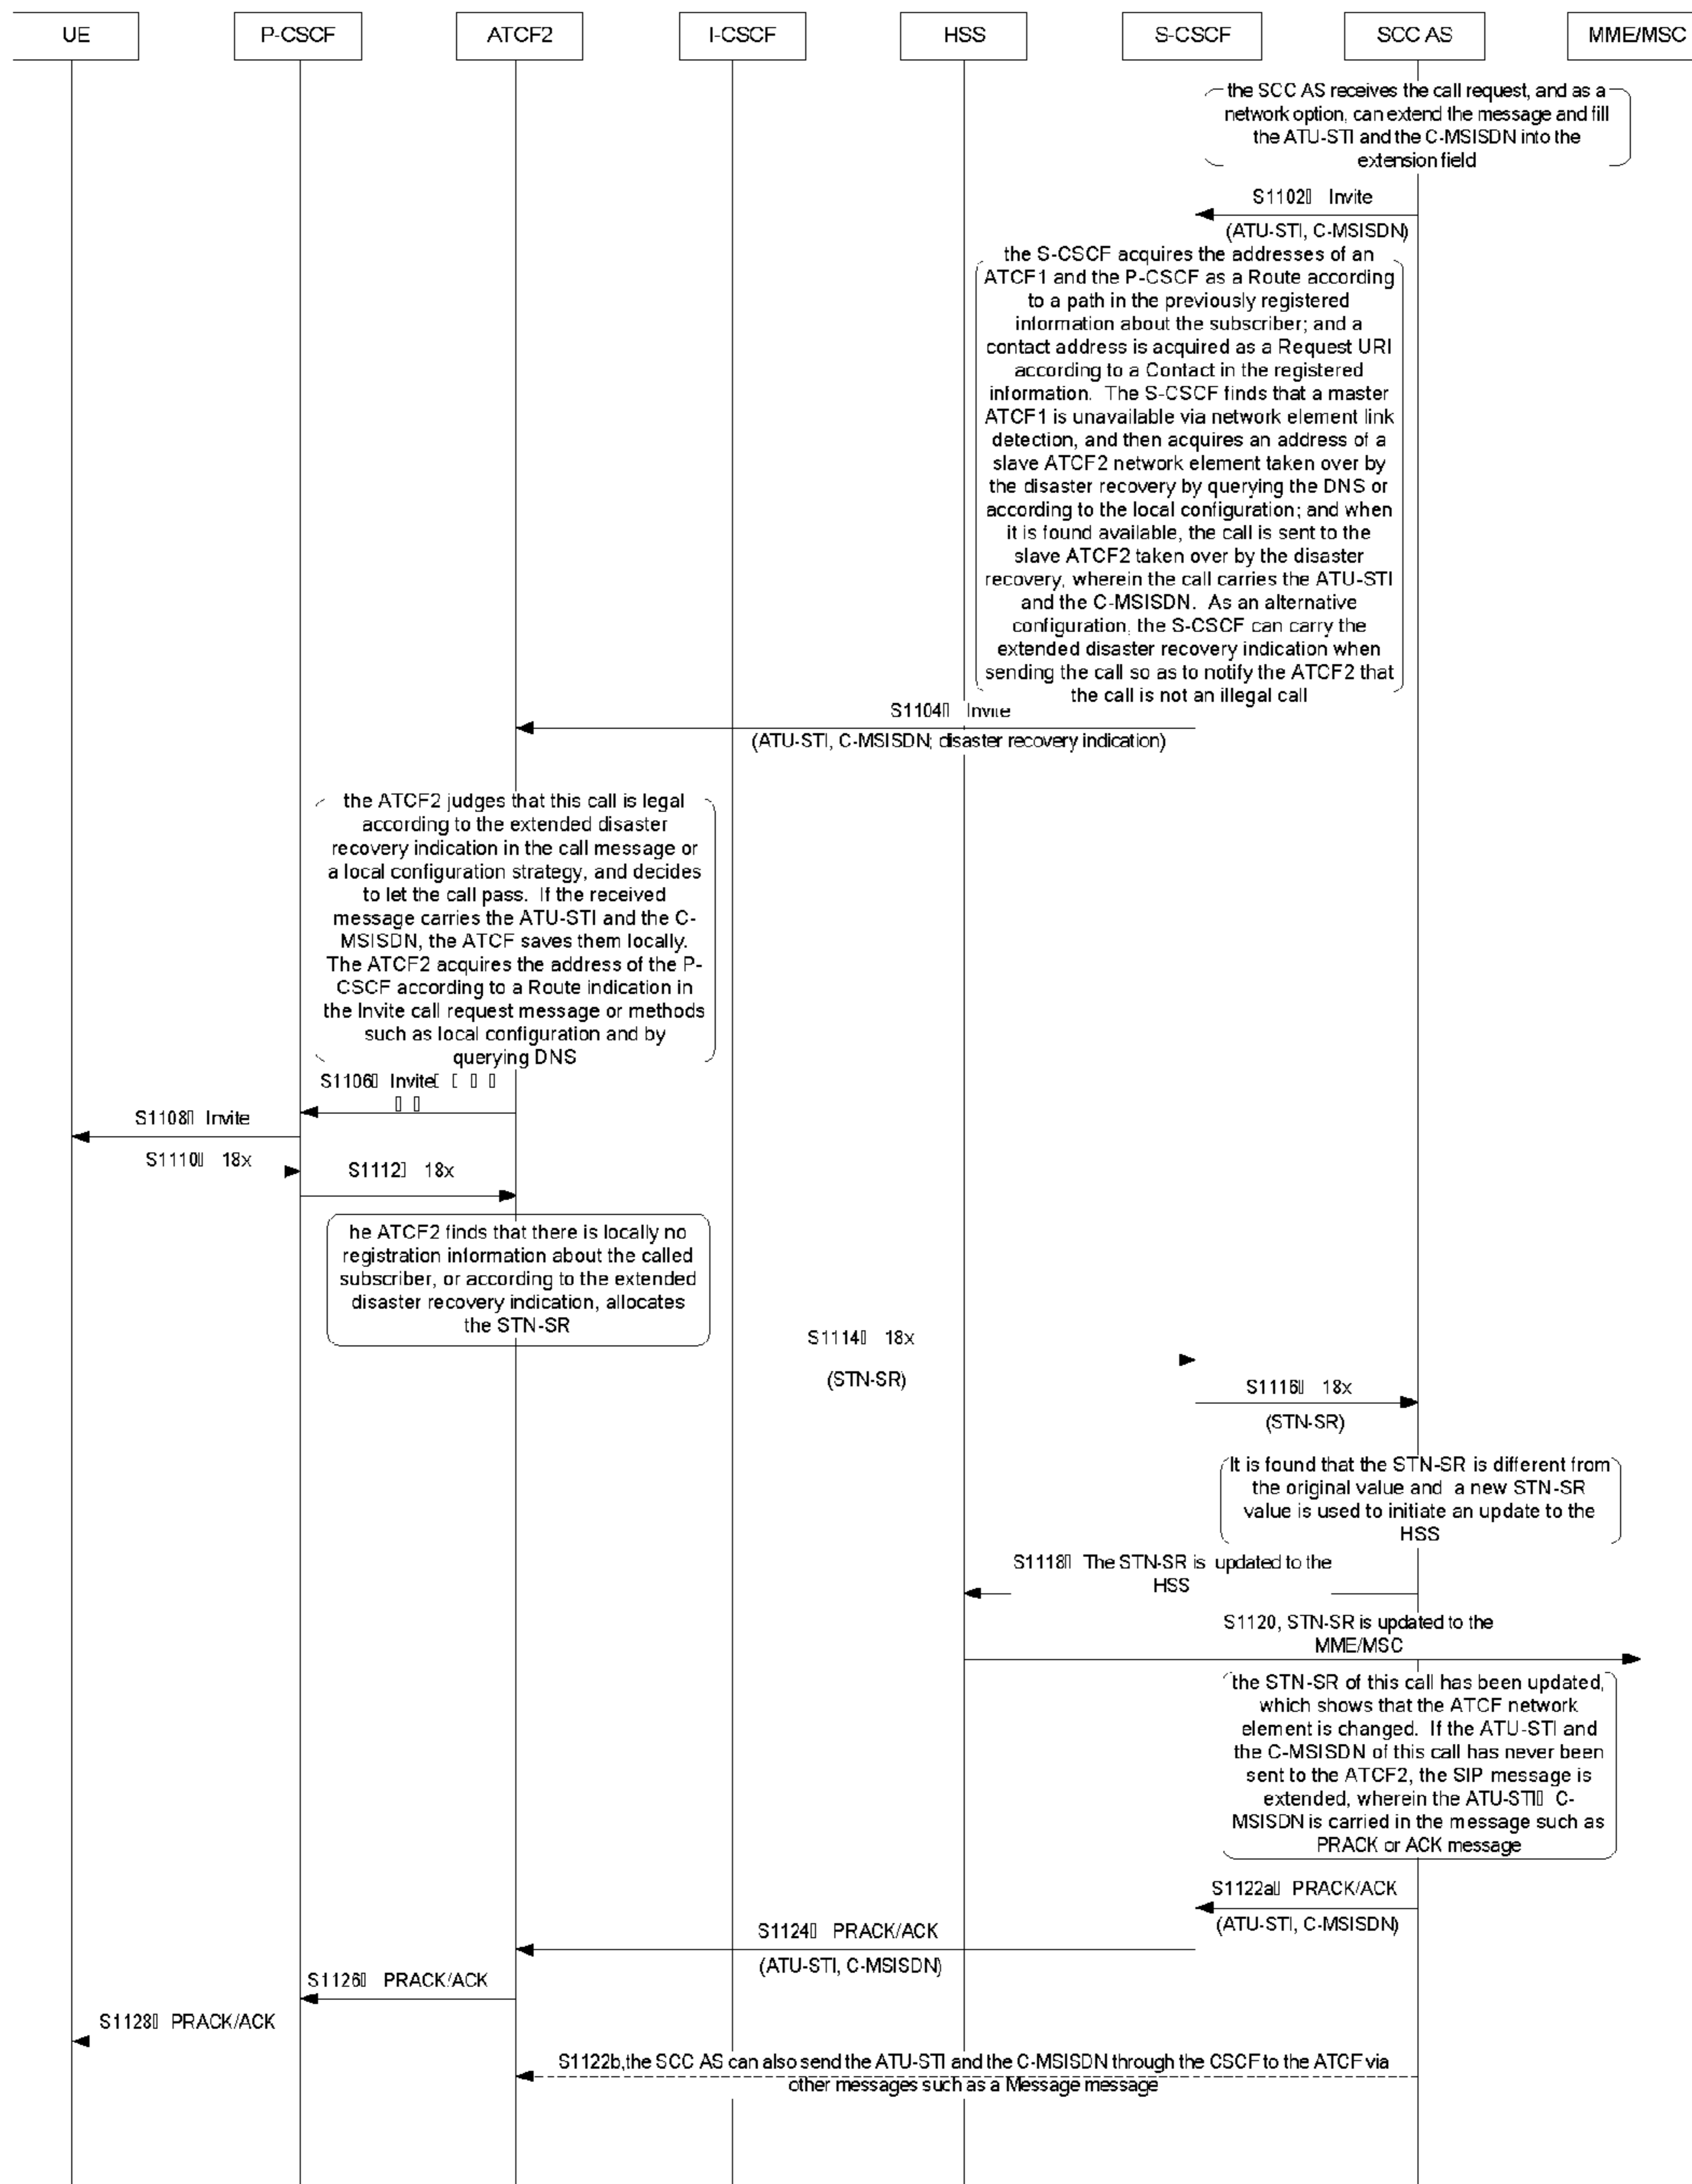 UE
P-CSCF
ATCF2
I-CSCF
HSS
S-CSCF
SCC AS
MME/MSC
the SCC AS receives the call request, and as a
network option, can extend the message and fill
the ATU-STI and the C-MSISDN into the
extension field
S1102▯ Invite
(ATU-STI, C-MSISDN)
the S-CSCF acquires the addresses of an
ATCF1 and the P-CSCF as a Route according
to a path in the previously registered
information about the subscriber; and a
contact address is acquired as a Request URI
according to a Contact in the registered
information. The S-CSCF finds that a master
ATCF1 is unavailable via network element link
detection, and then acquires an address of a
slave ATCF2 network element taken over by
the disaster recovery by querying the DNS or
according to the local configuration; and when
it is found available, the call is sent to the
slave ATCF2 taken over by the disaster
recovery, wherein the call carries the ATU-STI
and the C-MSISDN. As an alternative
configuration, the S-CSCF can carry the
extended disaster recovery indication when
sending the call so as to notify the ATCF2 that
the call is not an illegal call
S1104▯ Invite
(ATU-STI, C-MSISDN; disaster recovery indication)
the ATCF2 judges that this call is legal
according to the extended disaster
recovery indication in the call message or
a local configuration strategy, and decides
to let the call pass. If the received
message carries the ATU-STI and the C-
MSISDN, the ATCF saves them locally.
The ATCF2 acquires the address of the P-
CSCF according to a Route indication in
the Invite call request message or methods
such as local configuration and by
querying DNS
S1106▯ Invite▯ ▯ ▯ ▯
▯ ▯
S1108▯ Invite
S1110▯ 18x
S1112▯ 18x
he ATCF2 finds that there is locally no
registration information about the called
subscriber, or according to the extended
disaster recovery indication, allocates
the STN-SR
S1114▯ 18x
(STN-SR)
S1116▯ 18x
(STN-SR)
It is found that the STN-SR is different from
the original value and a new STN-SR
value is used to initiate an update to the
HSS
S1118▯ The STN-SR is updated to the
HSS
S1120, STN-SR is updated to the
MME/MSC
the STN-SR of this call has been updated,
which shows that the ATCF network
element is changed. If the ATU-STI and
the C-MSISDN of this call has never been
sent to the ATCF2, the SIP message is
extended, wherein the ATU-STI▯ C-
MSISDN is carried in the message such as
PRACK or ACK message
S1122a▯ PRACK/ACK
(ATU-STI, C-MSISDN)
S1124▯ PRACK/ACK
(ATU-STI, C-MSISDN)
S1126▯ PRACK/ACK
S1128▯ PRACK/ACK
S1122b,the SCC AS can also send the ATU-STI and the C-MSISDN through the CSCF to the ATCF via
other messages such as a Message message